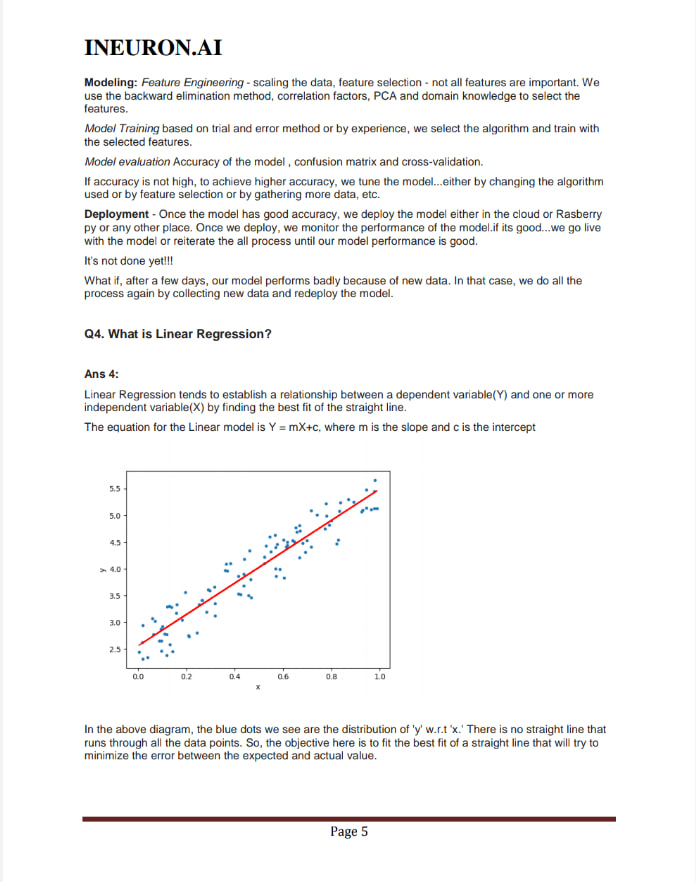 INEURON.AI
Modeling: Feature Engineering - scaling the data, feature selection - not all features are important. We
use the backward elimination method, correlation factors, PCA and domain knowledge to select the
features.
Model Training based on trial and error method or by experience, we select the algorithm and train with
the selected features.
Model evaluation Accuracy of the model , confusion matrix and cross-validation.
If accuracy is not high, to achieve higher accuracy, we tune the model...either by changing the algorithm
used or by feature selection or by gathering more data, etc.
Deployment - Once the model has good accuracy, we deploy the model either in the cloud or Rasberry
py or any other place. Once we deploy, we monitor the performance of the model.if its good...we go live
with the model or reiterate the all process until our model performance is good.
It's not done yet!!!
What if, after a few days, our model performs badly because of new data. In that case, we do all the
process again by collecting new data and redeploy the model.
Q4. What is Linear Regression?
Ans 4:
Linear Regression tends to establish a relationship between a dependent variable(Y) and one or more
independent variable(X) by finding the best fit of the straight line.
The equation for the Linear model is Y = mX+c, where m is the slope and c is the intercept
5.5
5.0
4.5
y 4.0
3.5
3.0
2.5
0.0 0.2 0.4 0.6 0.8 1.0
x
In the above diagram, the blue dots we see are the distribution of 'y' w.r.t 'x.' There is no straight line that
runs through all the data points. So, the objective here is to fit the best fit of a straight line that will try to
minimize the error between the expected and actual value.
Page 5